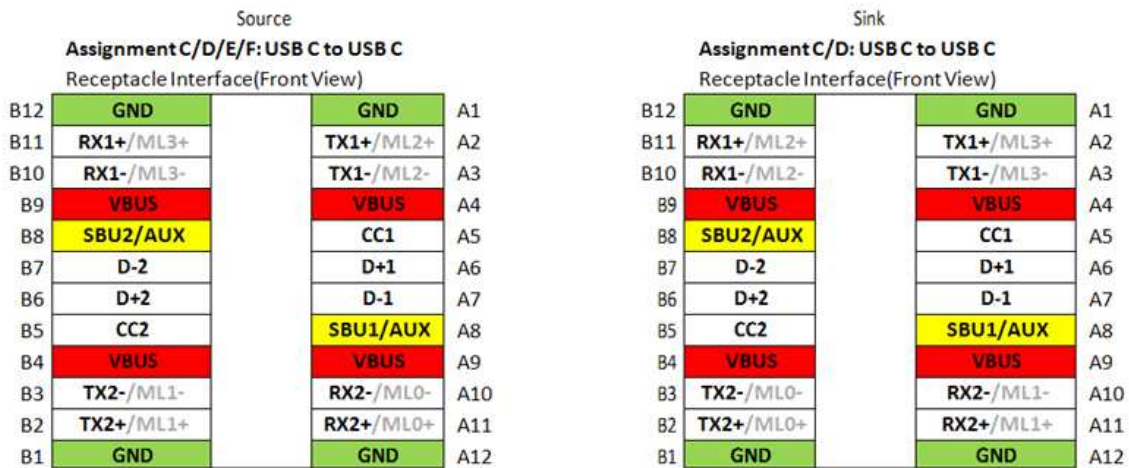 Source
Assignment C/D/E/F: USB C to USB C
Receptacle Interface(Front View)
B12 GND GND A1
B11 RX1+/ML3+ TX1+/ML2+ A2
B10 RX1-/ML3- TX1-/ML2- A3
B9 VBUS VBUS A4
B8 SBU2/AUX CC1 A5
B7 D-2 D+1 A6
B6 D+2 D-1 A7
B5 CC2 SBU1/AUX A8
B4 VBUS VBUS A9
B3 TX2-/ML1- RX2-/ML0- A10
B2 TX2+/ML1+ RX2+/ML0+ A11
B1 GND GND A12
Sink
Assignment C/D: USB C to USB C
Receptacle Interface(Front View)
B12 GND GND A1
B11 RX1+/ML2+ TX1+/ML3+ A2
B10 RX1-/ML2- TX1-/ML3- A3
B9 VBUS VBUS A4
B8 SBU2/AUX CC1 A5
B7 D-2 D+1 A6
B6 D+2 D-1 A7
B5 CC2 SBU1/AUX A8
B4 VBUS VBUS A9
B3 TX2-/ML0- RX2-/ML1- A10
B2 TX2+/ML0+ RX2+/ML1+ A11
B1 GND GND A12